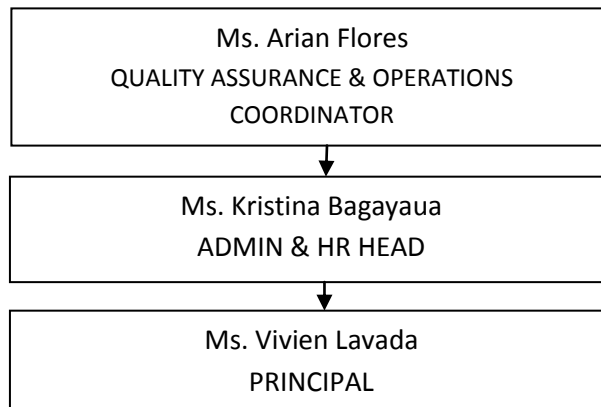 Ms. Arian Flores
QUALITY ASSURANCE & OPERATIONS
COORDINATOR
Ms. Kristina Bagayaua
ADMIN & HR HEAD
Ms. Vivien Lavada
PRINCIPAL